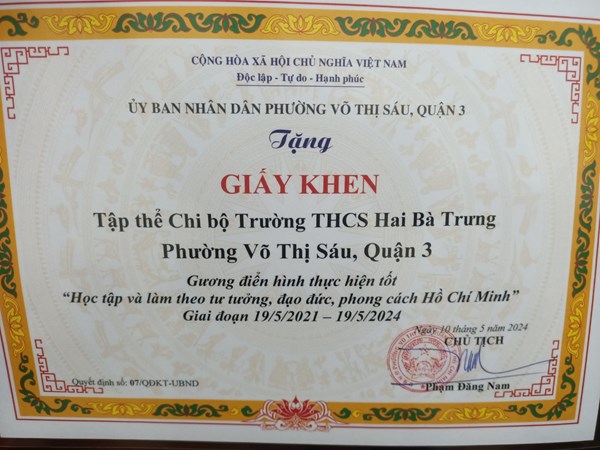 CỘNG HÒA XÃ HỘI CHỦ NGHĨA VIỆT NAM
Độc lập - Tự do - Hạnh phúc
ỦY BAN NHÂN DÂN PHƯỜNG VÕ THỊ SÁU, QUẬN 3
Tặng
GIẤY KHEN
Tập thể Chi bộ Trường THCS Hai Bà Trưng
Phường Võ Thị Sáu, Quận 3
Gương điển hình thực hiện tốt
“Học tập và làm theo tư tưởng, đạo đức, phong cách Hồ Chí Minh”
Giai đoạn 19/5/2021 – 19/5/2024
Ngày 10 tháng 5 năm 2024
CHỦ TỊCH
Quyết định số: 07/QĐKT-UBND
Phạm Đăng Nam